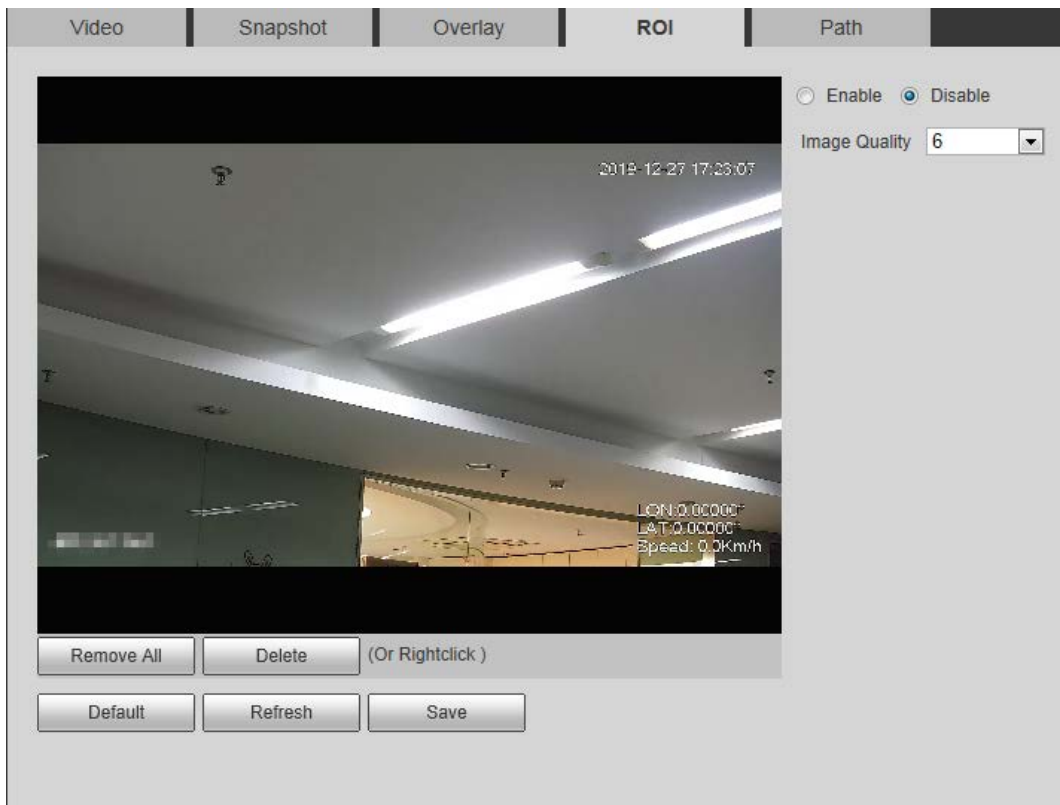 Video Snapshot Overlay ROI Path
Enable Disable
Image Quality 6
2019-12-27 17:23:07
LON:0.00000°
LAT:0.00000°
Speed: 0.0Km/h
Remove All Delete (Or Rightclick )
Default Refresh Save